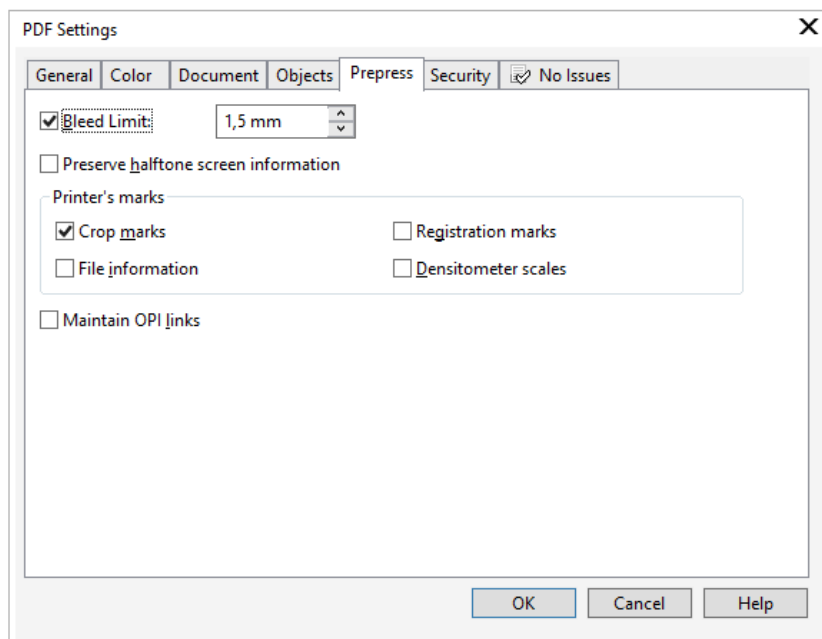 PDF Settings
General Color Document Objects Prepress Security No Issues
Bleed Limit: 1,5 mm
Preserve halftone screen information
Printer's marks
Crop marks Registration marks
File information Densitometer scales
Maintain OPI links
OK Cancel Help